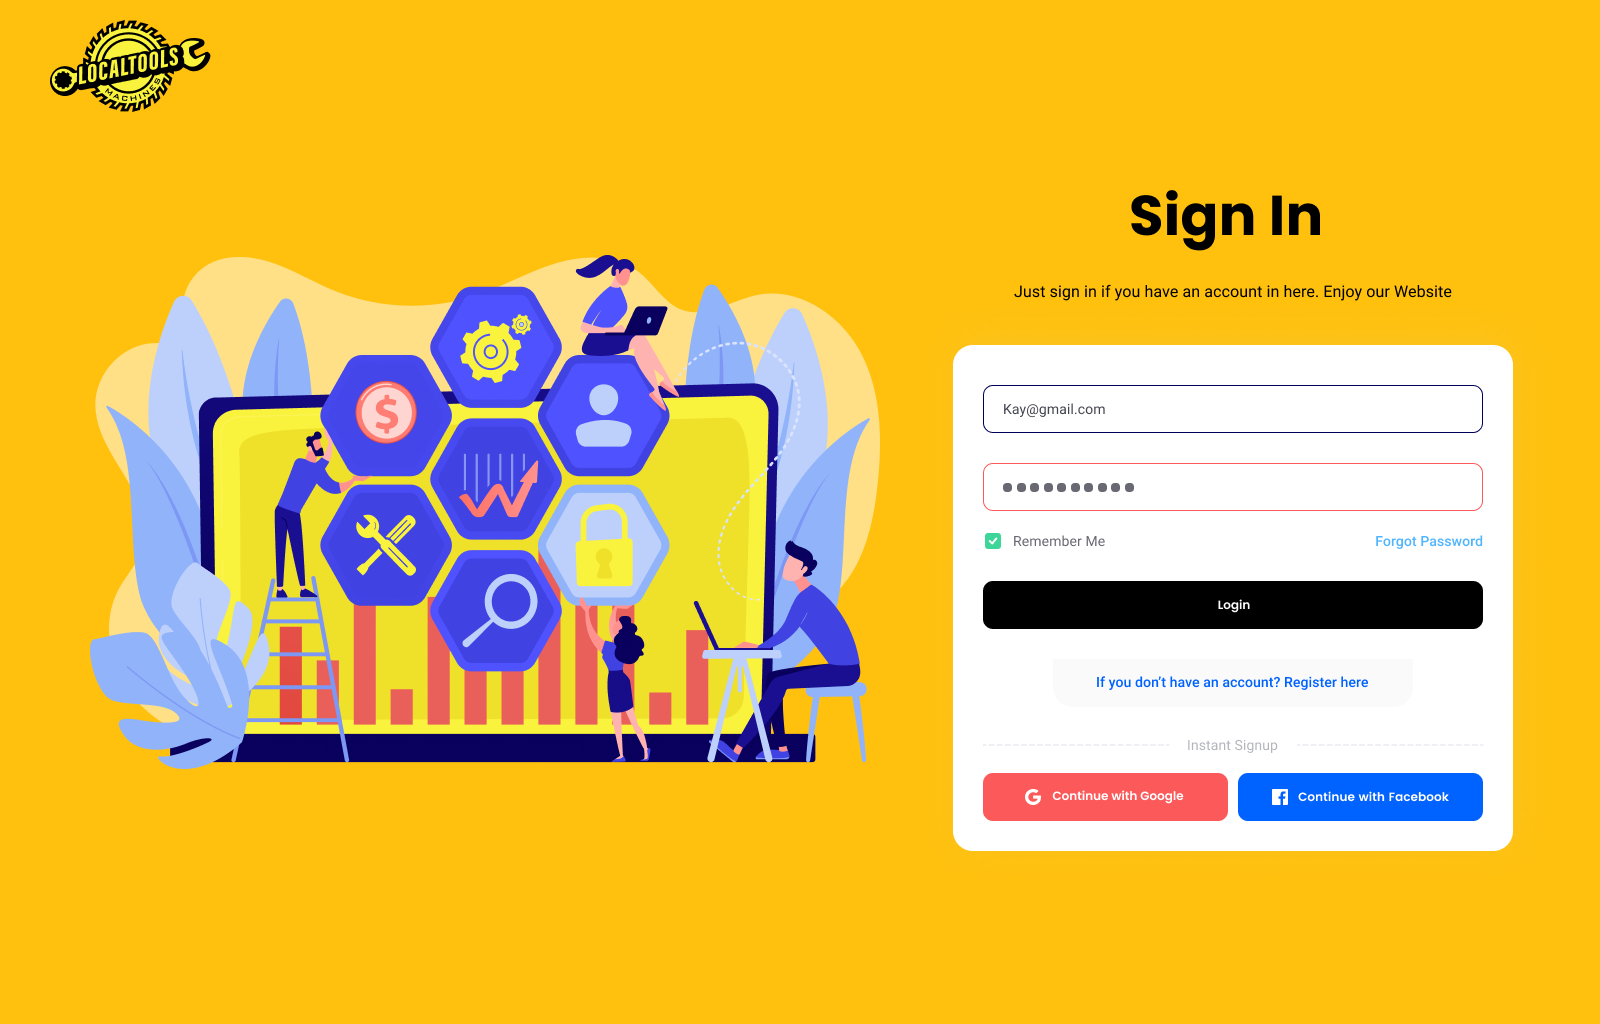 LOCALTOOLS
MACHINES
Sign In
Just sign in if you have an account in here. Enjoy our Website
Kay@gmail.com
Remember Me
Forgot Password
Login
If you don’t have an account? Register here
Instant Signup
Continue with Google
Continue with Facebook